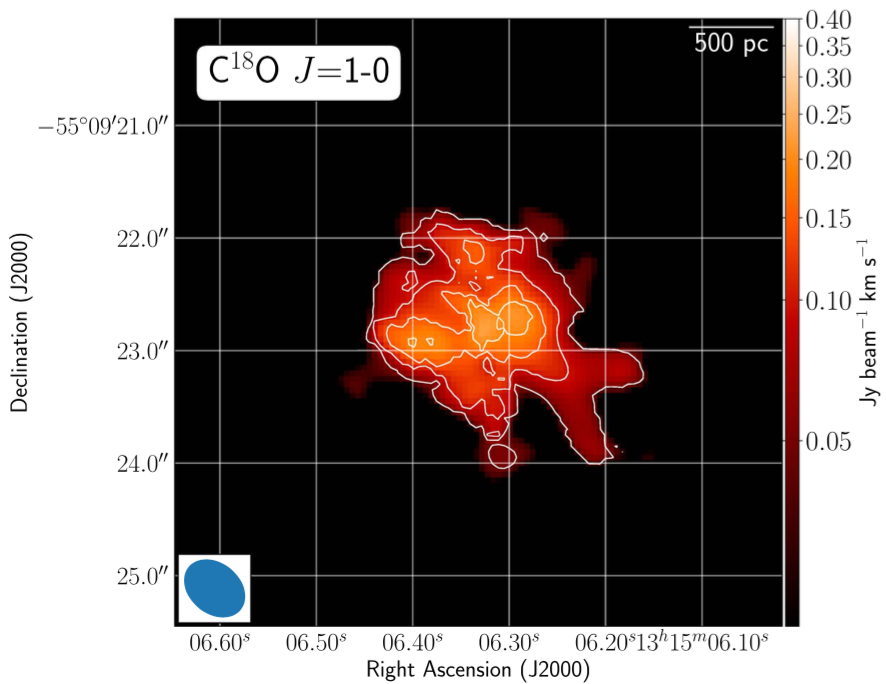 C¹⁸O J=1-0
500 pc
−55°09′21.0″
22.0″
23.0″
24.0″
25.0″
Declination (J2000)
06.60ˢ 06.50ˢ 06.40ˢ 06.30ˢ 06.20ˢ13ʰ15ᵐ06.10ˢ
Right Ascension (J2000)
0.40
0.35
0.30
0.25
0.20
0.15
0.10
0.05
Jy beam⁻¹ km s⁻¹